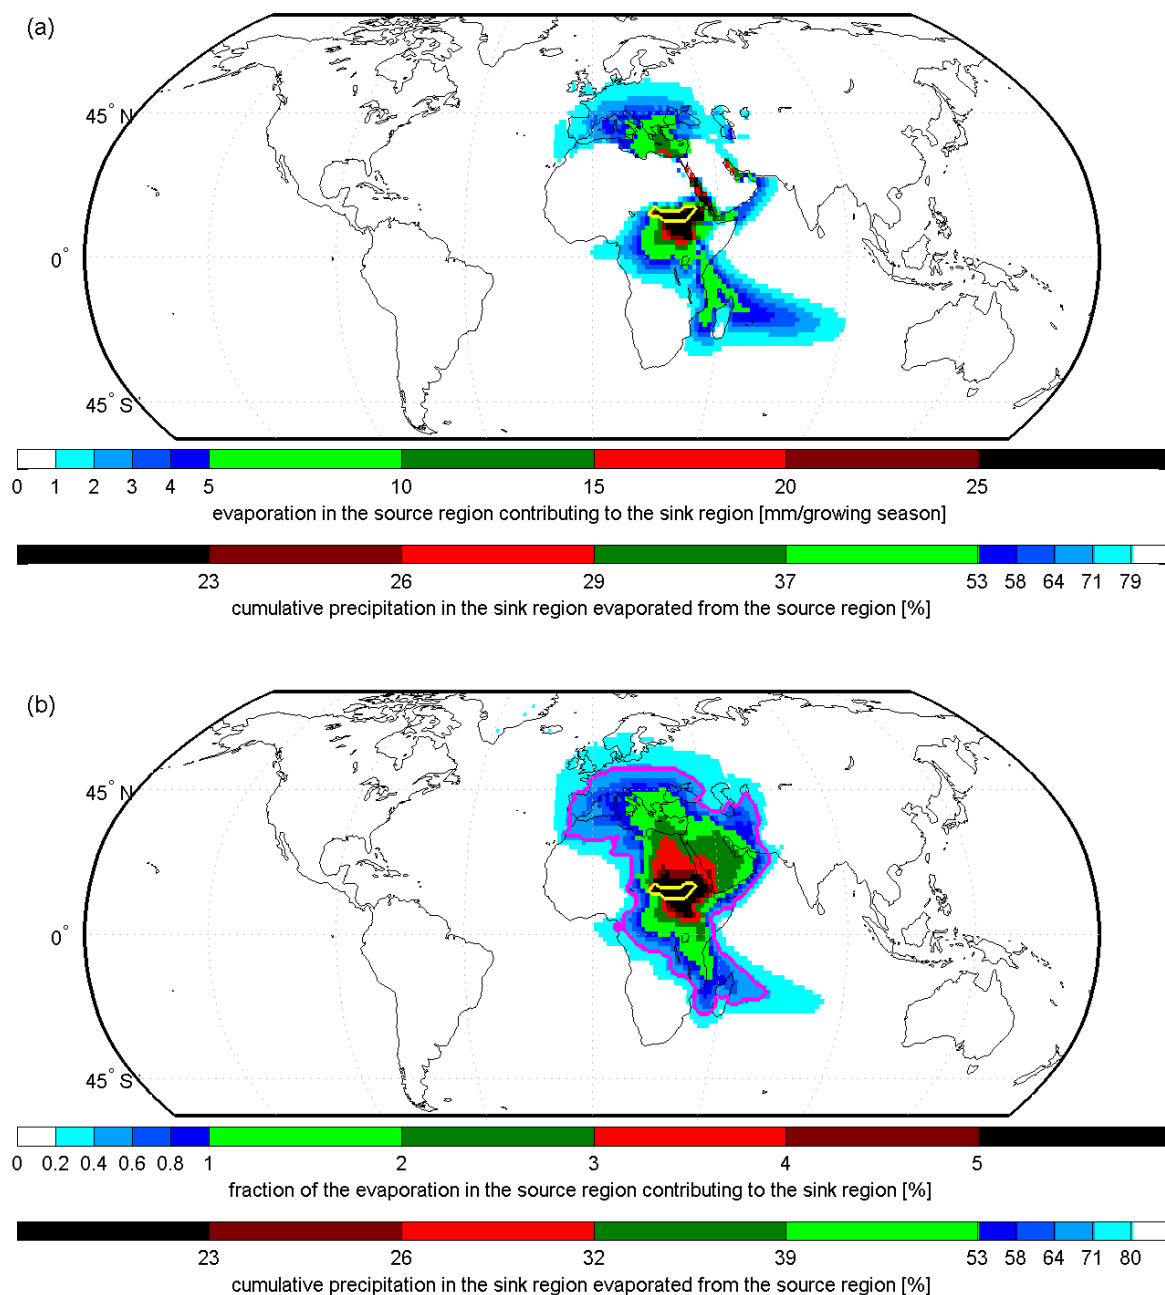 (a)
45° N
0°
45° S
0 1 2 3 4 5 10 15 20 25
evaporation in the source region contributing to the sink region [mm/growing season]
23 26 29 37 53 58 64 71 79
cumulative precipitation in the sink region evaporated from the source region [%]
(b)
45° N
0°
45° S
0 0.2 0.4 0.6 0.8 1 2 3 4 5
fraction of the evaporation in the source region contributing to the sink region [%]
23 26 32 39 53 58 64 71 80
cumulative precipitation in the sink region evaporated from the source region [%]